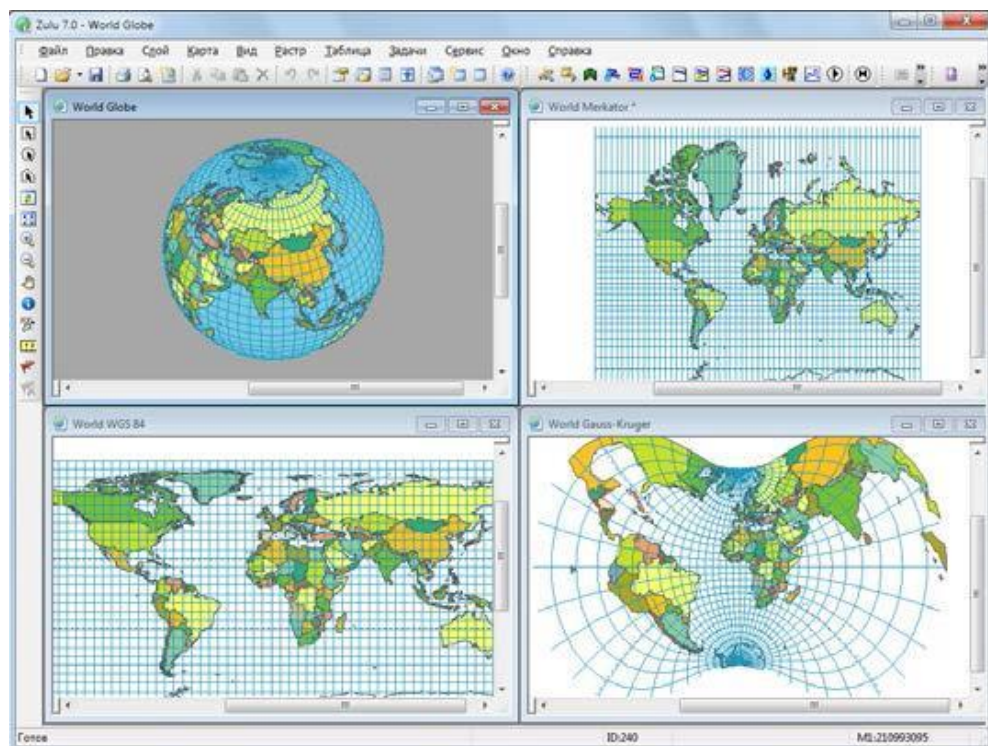 Zulu 7.0 - World Globe
Файл Правка Слой Карта Вид Растр Таблица Задачи Сервис Окно Справка
World Globe
World Merkator *
World WGS 84
World Gauss-Kruger
Готов ID:240 М1:210993095